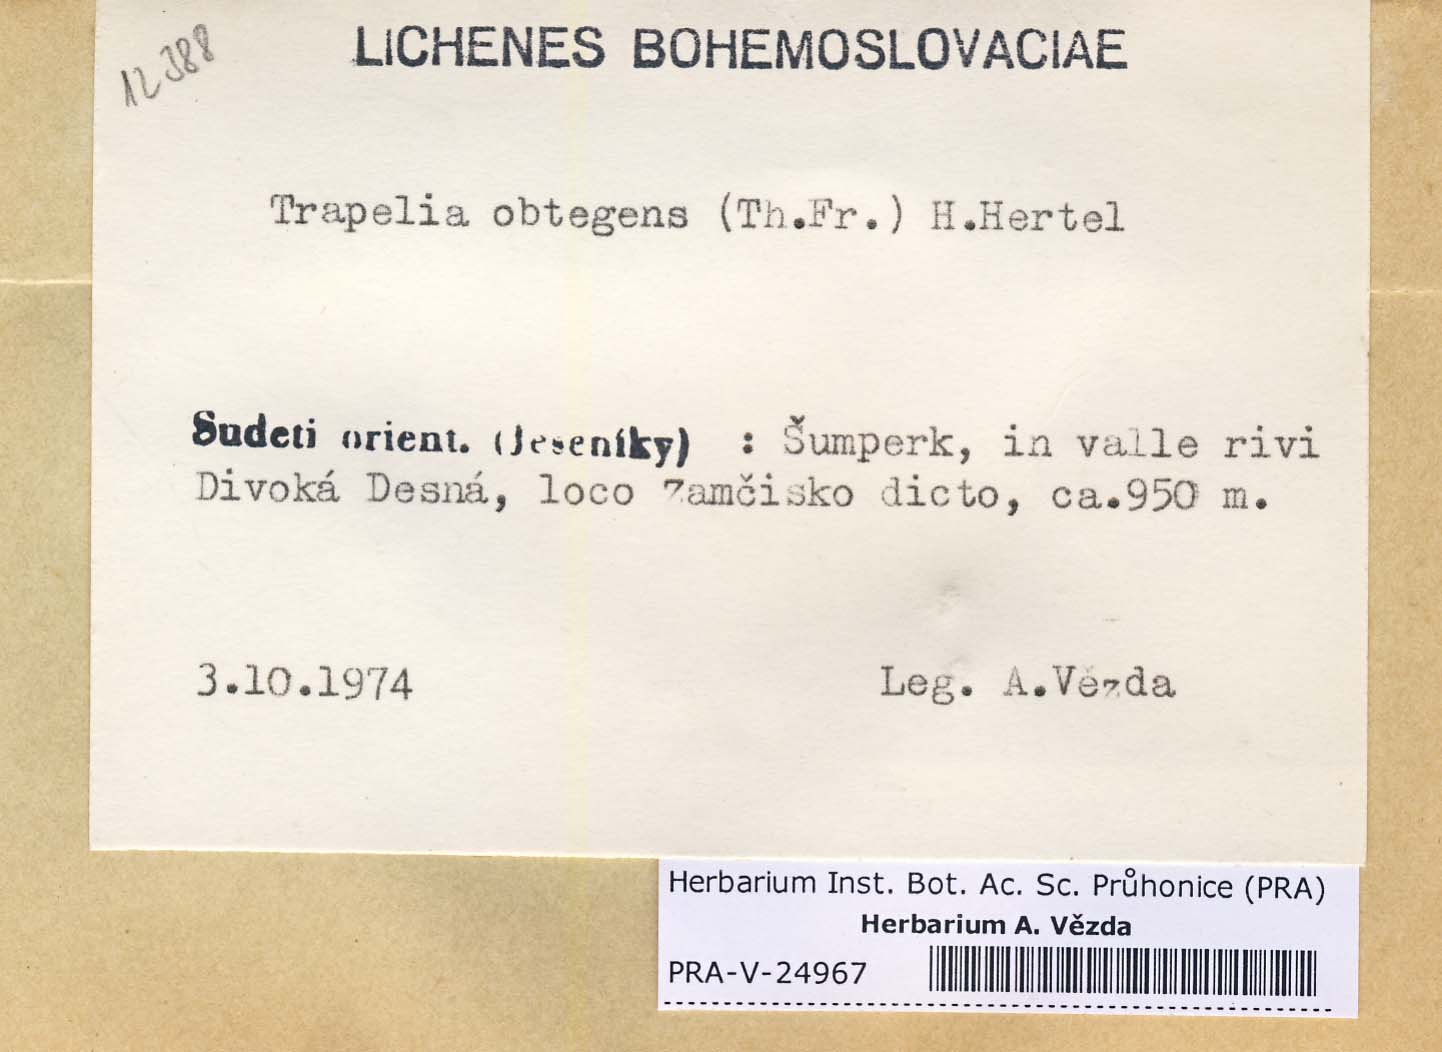 12388
LICHENES BOHEMOSLOVACIAE
Trapelia obtegens (Th.Fr.) H.Hertel
Sudeti orient. (Jeseníky) : Šumperk, in valle rivi
Divoká Desná, loco Zamčisko dicto, ca.950 m.
3.10.1974 Leg. A.Vězda
Herbarium Inst. Bot. Ac. Sc. Průhonice (PRA)
Herbarium A. Vězda
PRA-V-24967